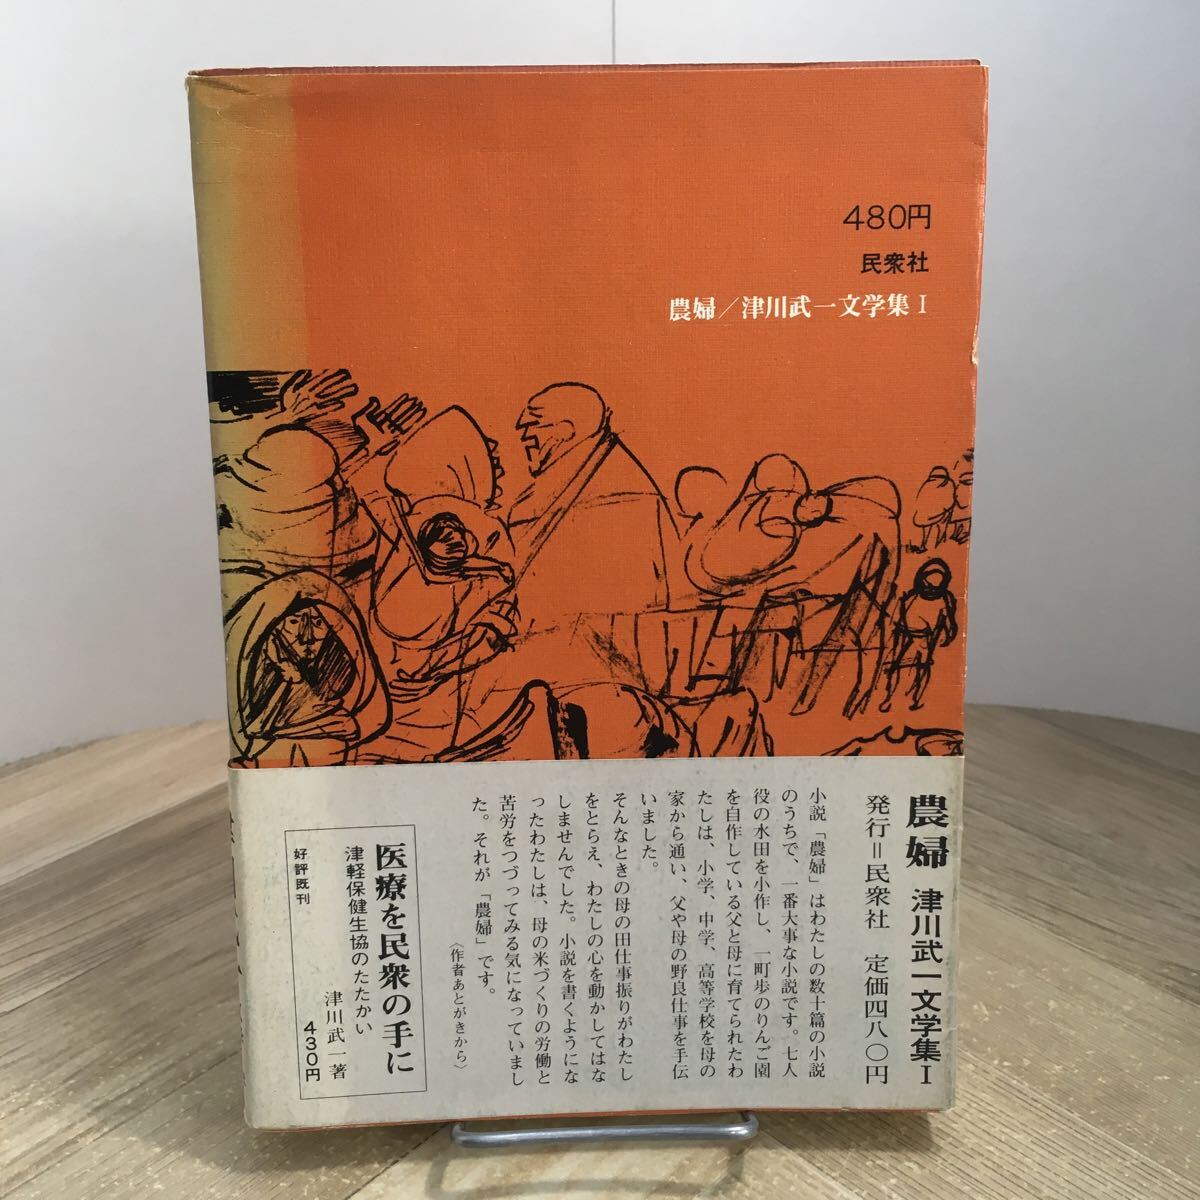 480円
民衆社
農婦／津川武一文学集Ⅰ
農婦 津川武一文学集Ⅰ
発行＝民衆社 定価四八〇円
小説「農婦」はわたしの数十篇の小説
のうちで、一番大事な小説です。七人
役の水田を小作し、一町歩のりんご園
を自作している父と母に育てられたわ
たしは、小学、中学、高等学校を母の
家から通い、父や母の野良仕事を手伝
いました。
そんなときの母の田仕事振りがわたし
をとらえ、わたしの心を動かしてはな
しませんでした。小説を書くようにな
ったわたしは、母の米づくりの労働と
苦労をつづってみる気になっていまし
た。それが「農婦」です。
〈作者あとがきから〉
医療を民衆の手に
津軽保健生協のたたかい
津川武一著
430円
好評既刊